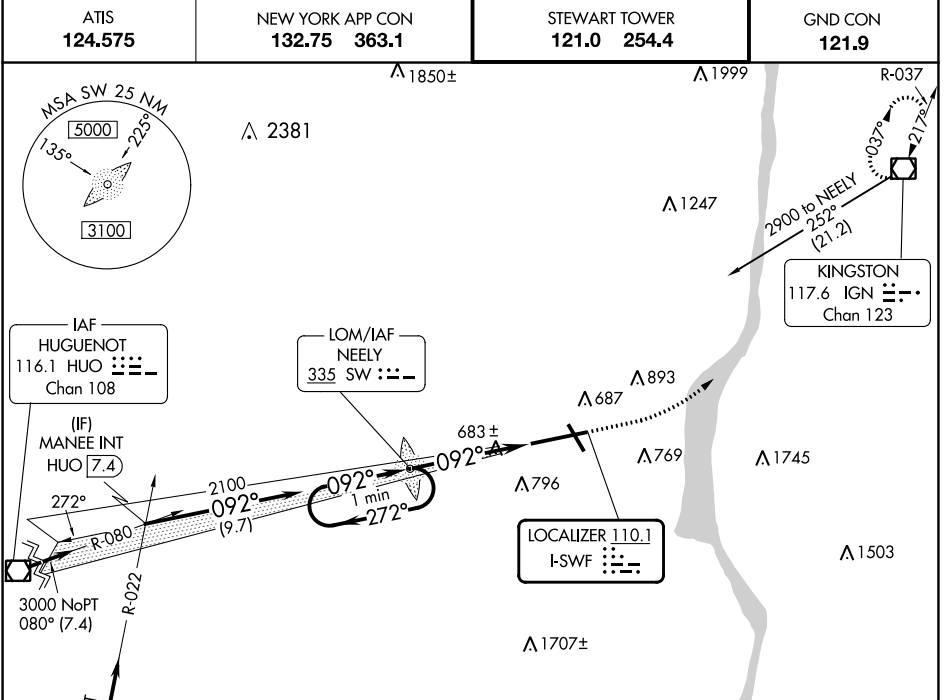 ATIS
124.575
NEW YORK APP CON
132.75 363.1
STEWART TOWER
121.0 254.4
GND CON
121.9
1850±
1999
R-037
MSA SW 25 NM
5000
225°
135°
3100
2381
037°
217°
1247
2900 to NEELY
252°
(21.2)
KINGSTON
117.6 IGN
Chan 123
IAF
HUGUENOT
116.1 HUO
Chan 108
LOM/IAF
NEELY
335 SW
893
687
(IF)
MANEE INT
HUO 7.4
683±
092°
769
1745
2100
092°
092°
272°
1 min
(9.7)
272°
796
R-080
LOCALIZER 110.1
I-SWF
1503
3000 NoPT
080° (7.4)
R-022
1707±